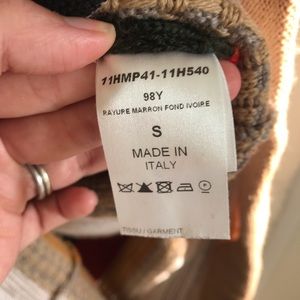 11HMP41-11H540
98Y
RAYURE MARRON FOND IVOIRE
S
MADE IN
ITALY
TISSU / GARMENT